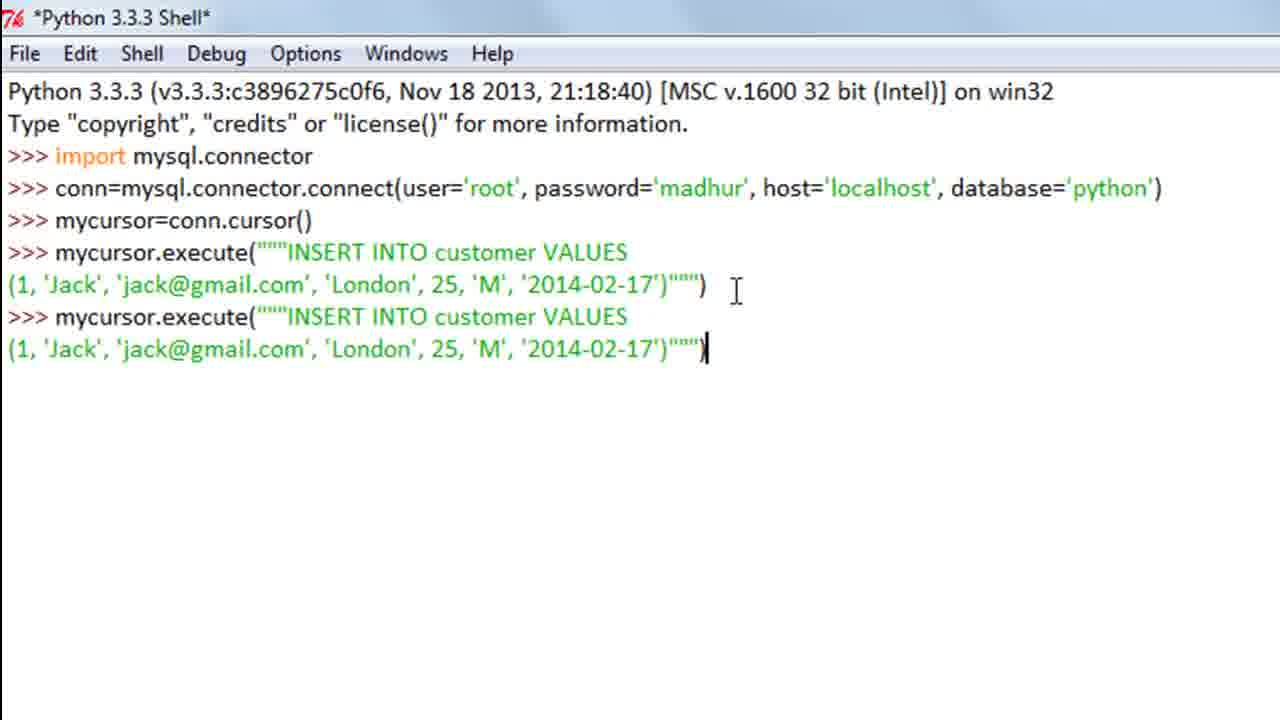 *Python 3.3.3 Shell*
File Edit Shell Debug Options Windows Help
Python 3.3.3 (v3.3.3:c3896275c0f6, Nov 18 2013, 21:18:40) [MSC v.1600 32 bit (Intel)] on win32
Type "copyright", "credits" or "license()" for more information.
>>> import mysql.connector
>>> conn=mysql.connector.connect(user='root', password='madhur', host='localhost', database='python')
>>> mycursor=conn.cursor()
>>> mycursor.execute("""INSERT INTO customer VALUES
(1, 'Jack', 'jack@gmail.com', 'London', 25, 'M', '2014-02-17')""")
>>> mycursor.execute("""INSERT INTO customer VALUES
(1, 'Jack', 'jack@gmail.com', 'London', 25, 'M', '2014-02-17')""")